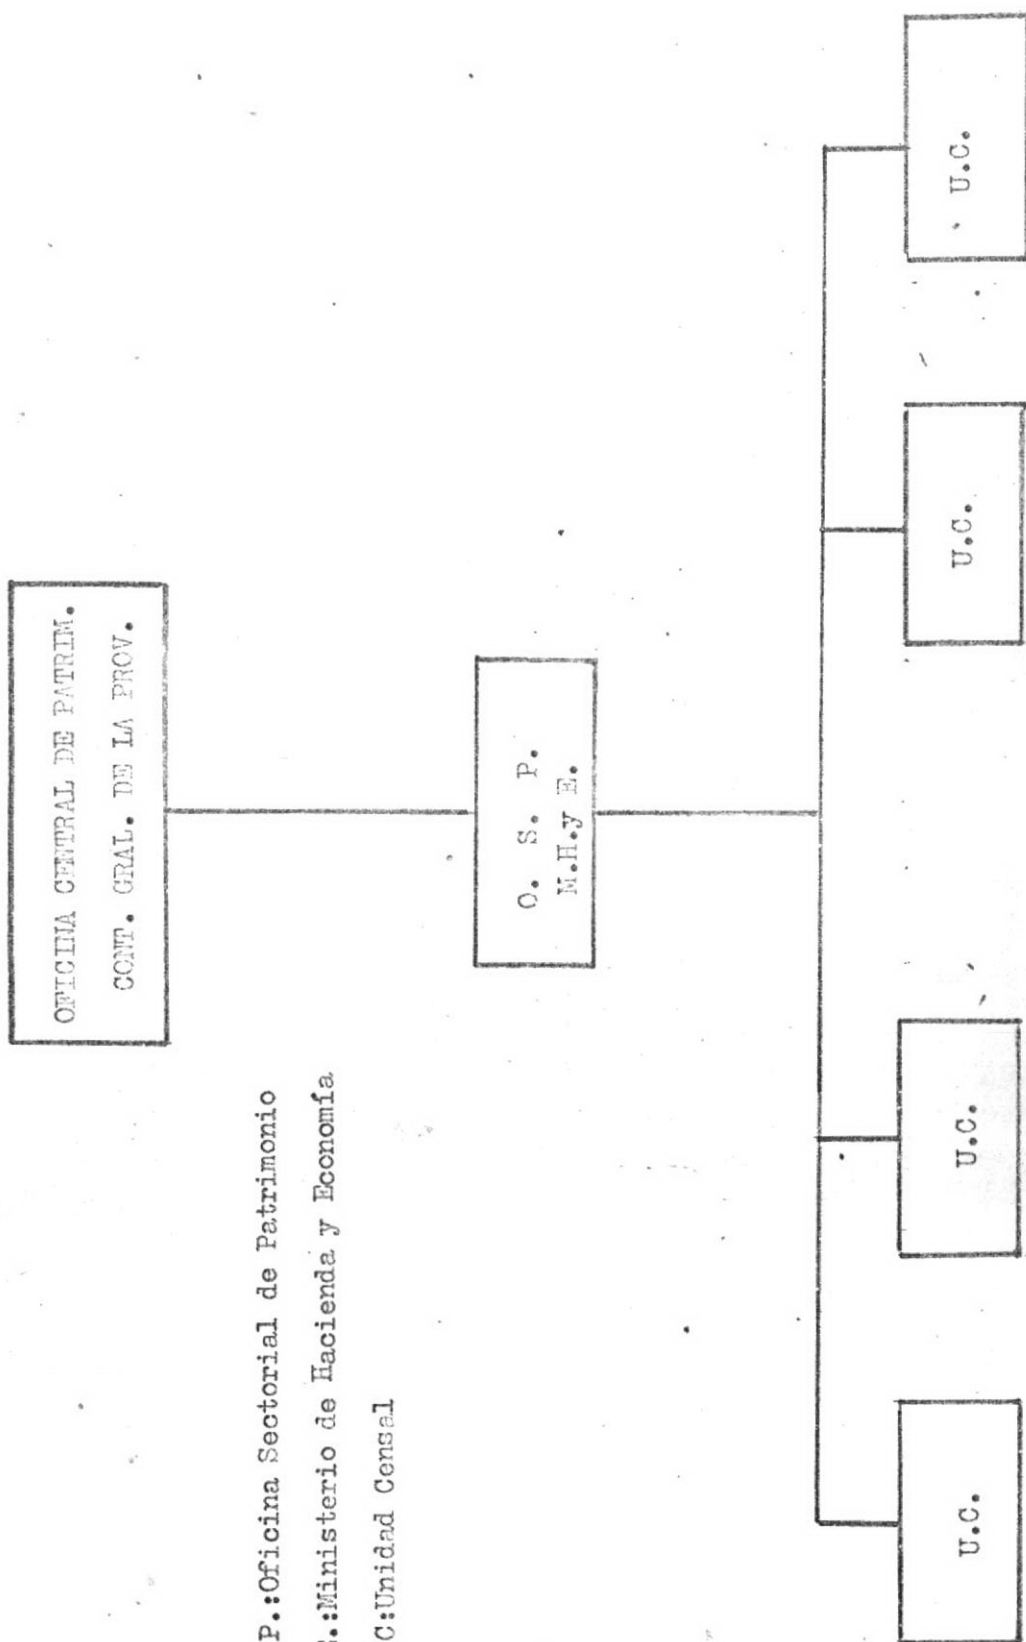 OFICINA CENTRAL DE PATRIM.
CONT. GRAL. DE LA PROV.
P.:Oficina Sectorial de Patrimonio
.:Ministerio de Hacienda y Economía
C:Unidad Censal
O. S. P.
M.H.y E.
U.C.
U.C.
U.C.
U.C.